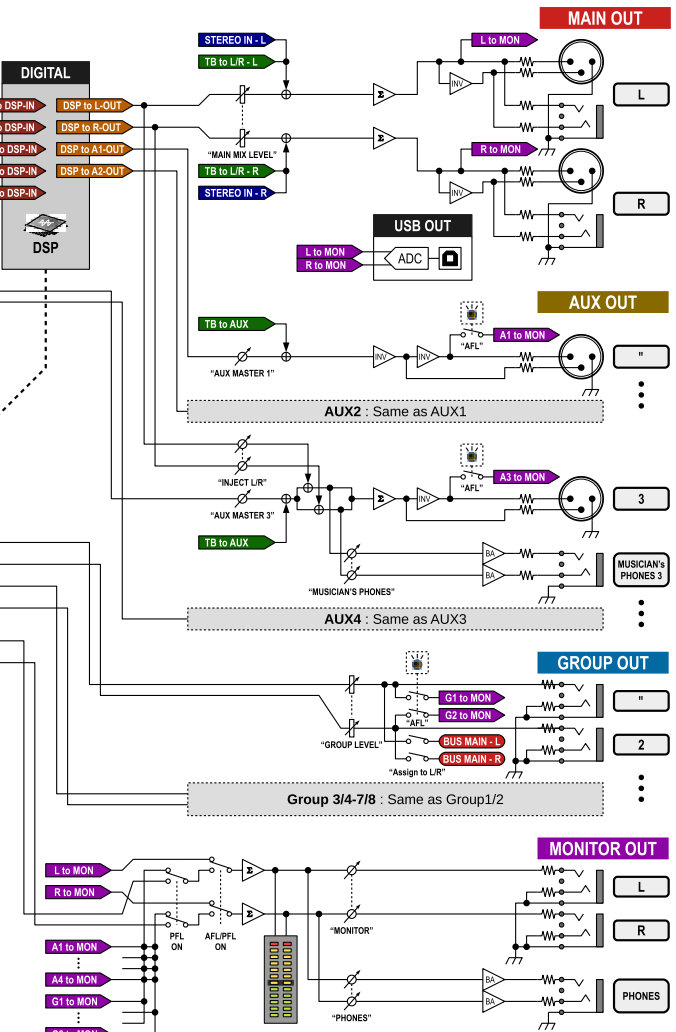 MAIN OUT
STEREO IN - L
L to MON
TB to L/R - L
DIGITAL
INV
Σ
L
DSP-IN
DSP to L-OUT
DSP-IN
DSP to R-OUT
Σ
DSP-IN
DSP to A1-OUT
“MAIN MIX LEVEL”
R to MON
DSP-IN
DSP to A2-OUT
TB to L/R - R
DSP-IN
STEREO IN - R
INV
R
DSP
USB OUT
L to MON
R to MON
ADC
AUX OUT
TB to AUX
A1 to MON
“AFL”
INV
INV
"
“AUX MASTER 1”
AUX2 : Same as AUX1
“INJECT L/R”
A3 to MON
“AFL”
Σ
INV
3
“AUX MASTER 3”
TB to AUX
BA
BA
MUSICIAN's
PHONES 3
“MUSICIAN'S PHONES”
AUX4 : Same as AUX3
GROUP OUT
G1 to MON
"
G2 to MON
“AFL”
“GROUP LEVEL”
BUS MAIN - L
2
BUS MAIN - R
“Assign to L/R”
Group 3/4-7/8 : Same as Group1/2
MONITOR OUT
L to MON
Σ
L
R to MON
Σ
PFL
ON
AFL/PFL
ON
“MONITOR”
R
A1 to MON
A4 to MON
BA
G1 to MON
BA
PHONES
“PHONES”